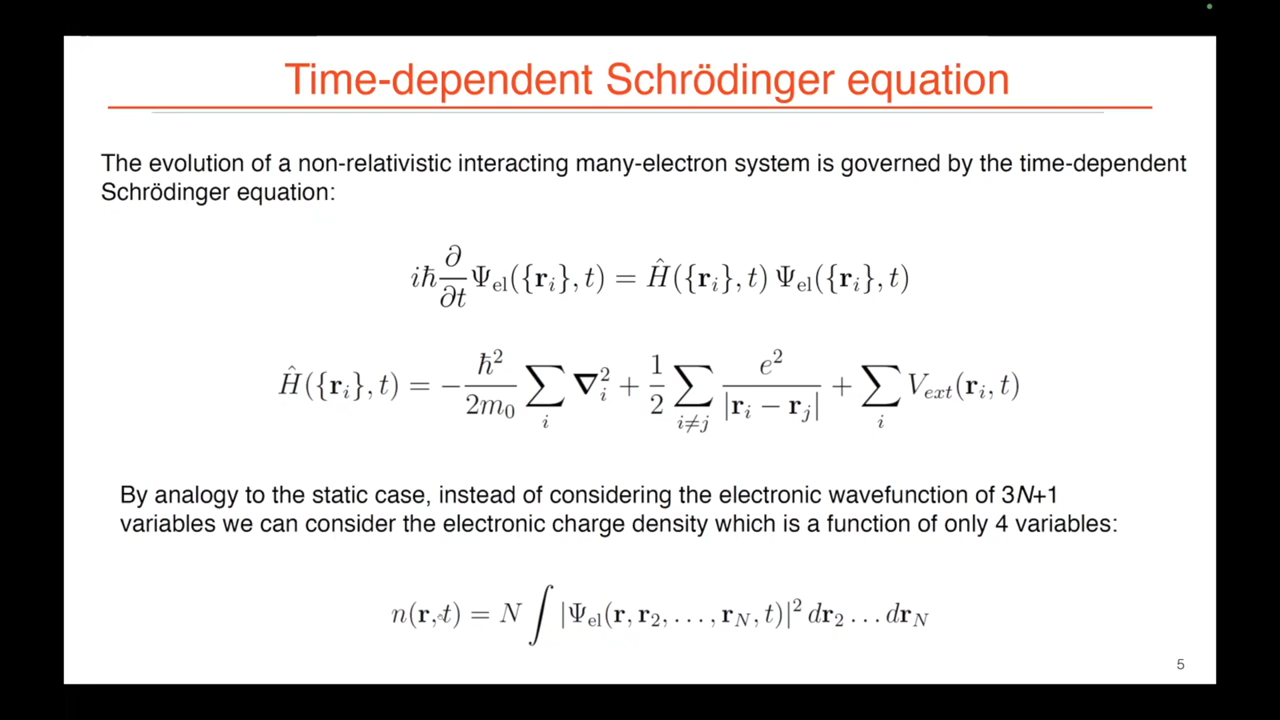 Time-dependent Schrödinger equation
The evolution of a non-relativistic interacting many-electron system is governed by the time-dependent
Schrödinger equation:
iħ ∂/∂t Ψ_el({r_i}, t) = Ĥ({r_i}, t) Ψ_el({r_i}, t)
Ĥ({r_i}, t) = −ħ²/2m₀ ∑_i ∇_i² + 1/2 ∑_{i≠j} e²/|r_i − r_j| + ∑_i V_ext(r_i, t)
By analogy to the static case, instead of considering the electronic wavefunction of 3N+1
variables we can consider the electronic charge density which is a function of only 4 variables:
n(r, t) = N ∫ |Ψ_el(r, r₂, . . . , r_N, t)|² dr₂ . . . dr_N
5